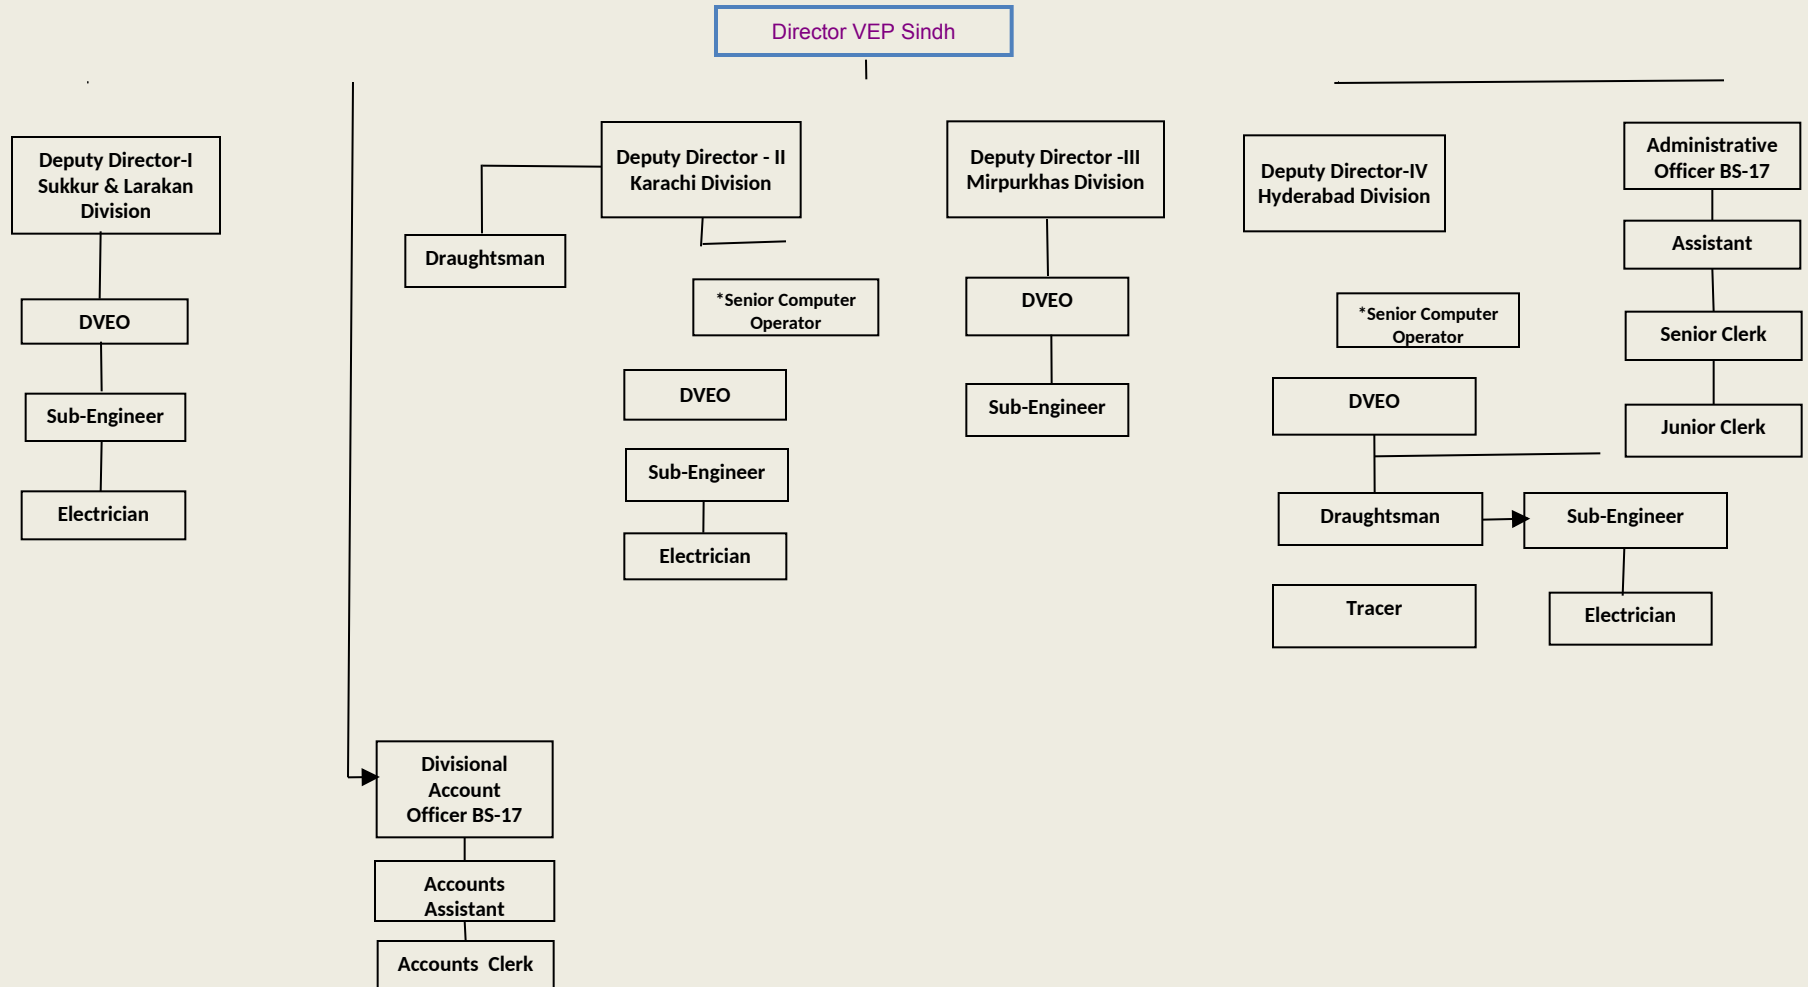 Director VEP Sindh
Deputy Director-I
Sukkur & Larakan
Division
DVEO
Sub-Engineer
Electrician
Deputy Director - II
Karachi Division
Draughtsman
*Senior Computer
Operator
DVEO
Sub-Engineer
Electrician
Deputy Director -III
Mirpurkhas Division
DVEO
Sub-Engineer
Deputy Director-IV
Hyderabad Division
*Senior Computer
Operator
DVEO
Draughtsman
Sub-Engineer
Tracer
Electrician
Administrative
Officer BS-17
Assistant
Senior Clerk
Junior Clerk
Divisional
Account
Officer BS-17
Accounts
Assistant
Accounts  Clerk